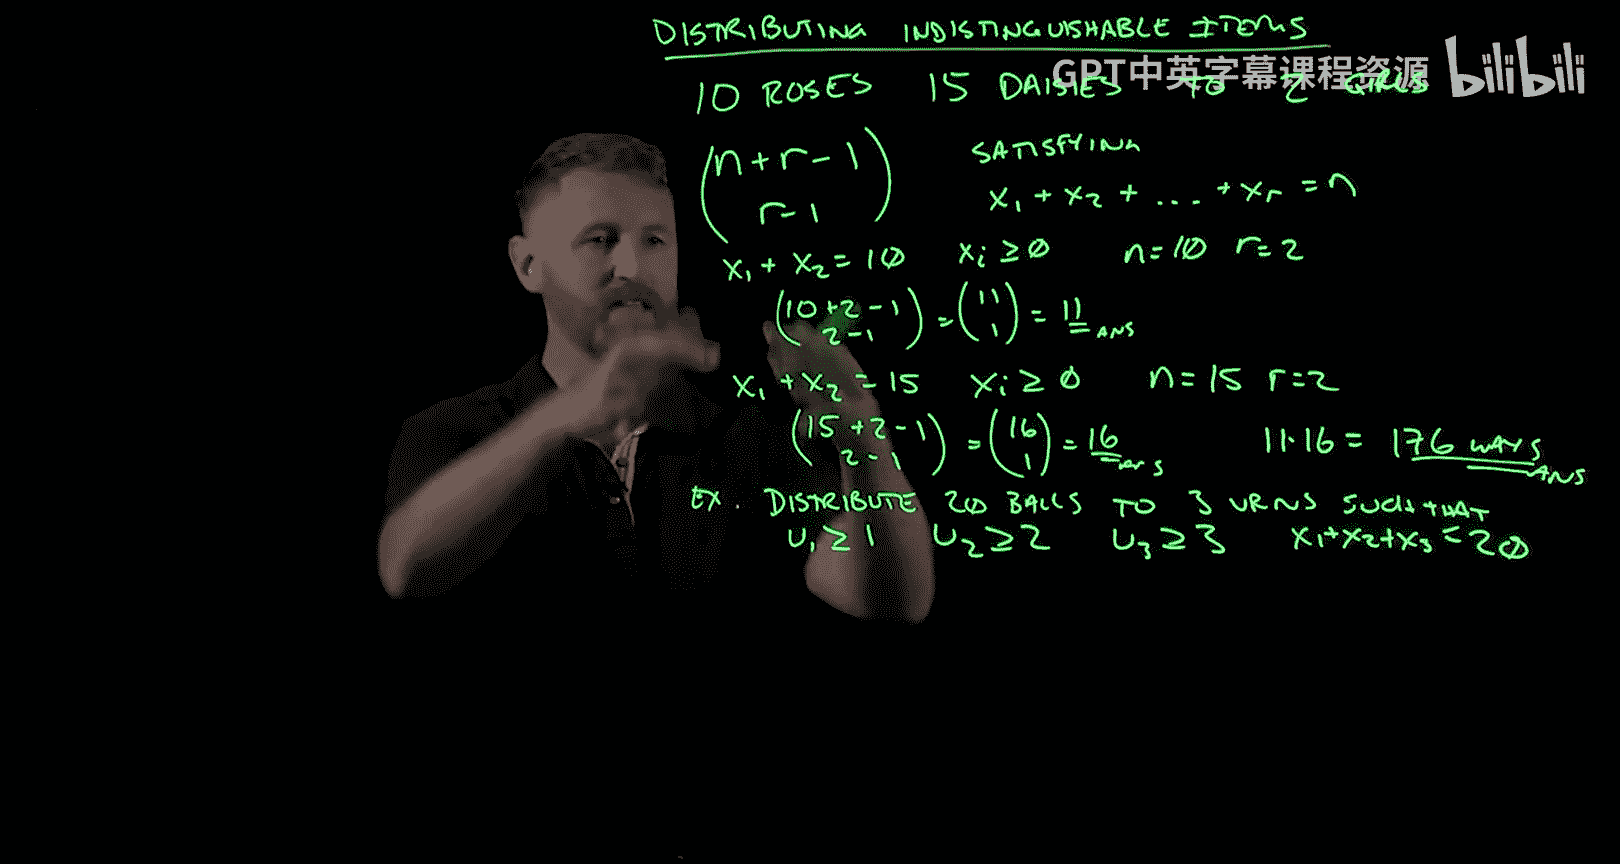 DISTRIBUTING INDISTINGUISHABLE ITEMS
GPT中英字幕课程资源 bilibili
10 ROSES 15 DAISIES TO 2 GIRLS
(n+r-1 r-1) SATISFYING
x₁ + x₂ + ... + xᵣ = n
x₁ + x₂ = 10 xᵢ ≥ 0 n=10 r=2
(10+2-1 2-1) = (11 1) = 11 ANS
x₁ + x₂ = 15 xᵢ ≥ 0 n=15 r=2
(15+2-1 2-1) = (16 1) = 16 ans 11·16 = 176 WAYS ANS
EX. DISTRIBUTE 20 BALLS TO 3 URNS SUCH THAT
U₁ ≥ 1 U₂ ≥ 2 U₃ ≥ 3 x₁+x₂+x₃ = 20